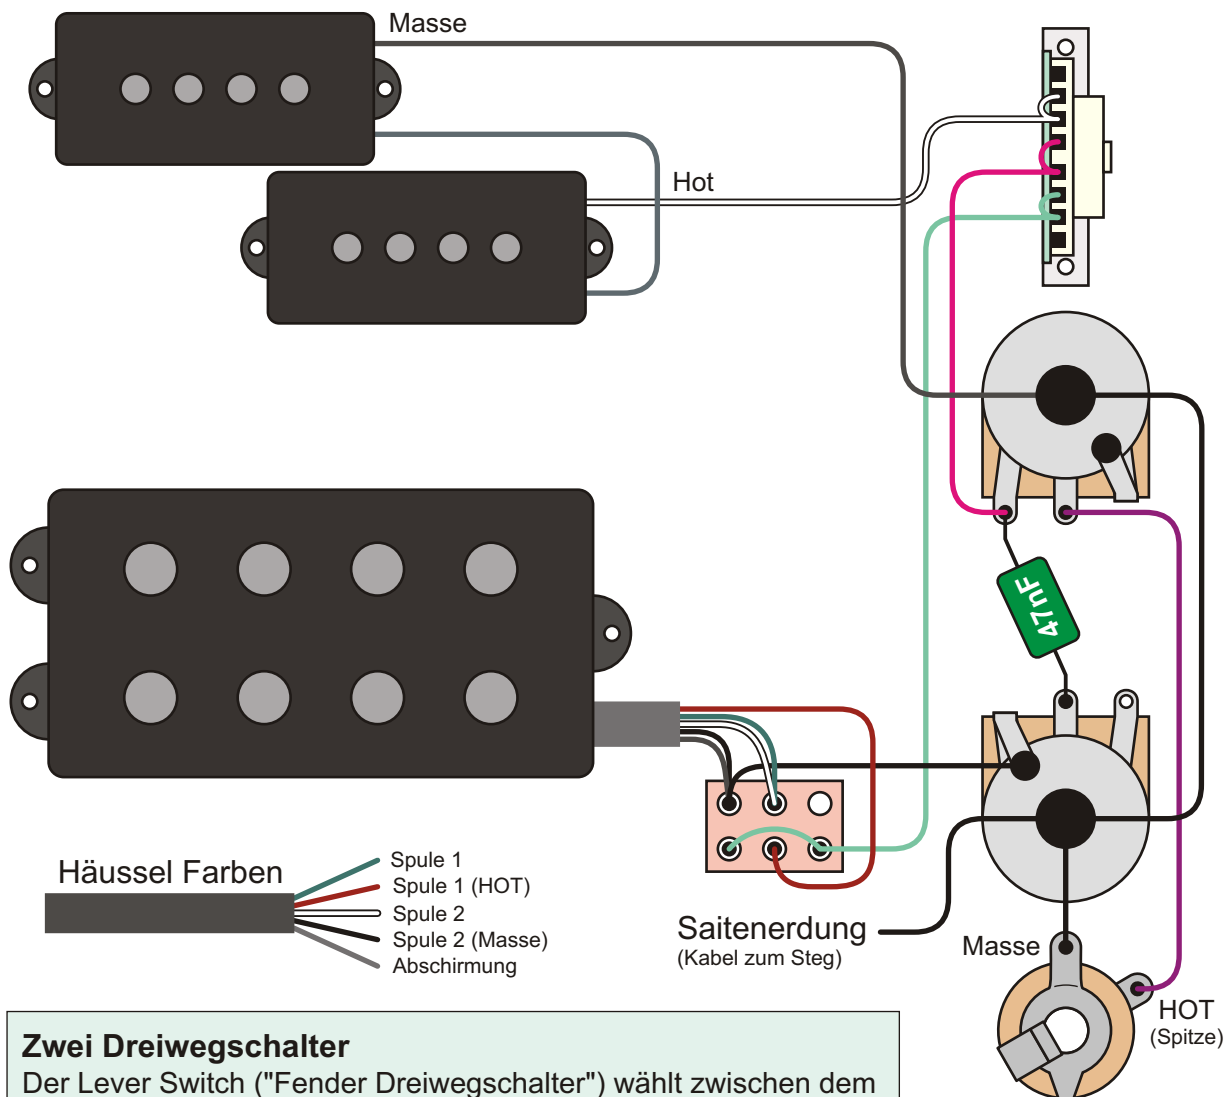 Masse
Hot
47nF
Häussel Farben
Spule 1
Spule 1 (HOT)
Spule 2
Spule 2 (Masse)
Abschirmung
Saitenerdung
(Kabel zum Steg)
Masse
HOT
(Spitze)
Zwei Dreiwegschalter
Der Lever Switch ("Fender Dreiwegschalter") wählt zwischen dem